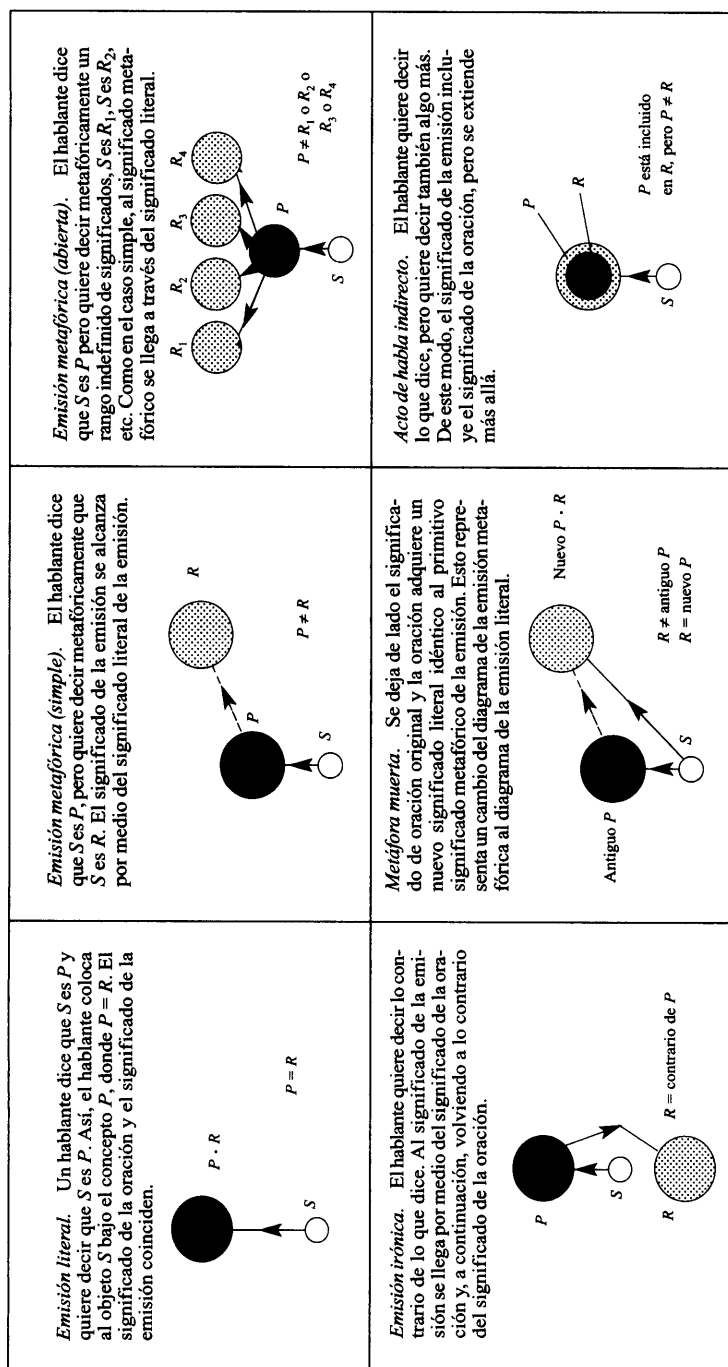 Emisión literal. Un hablante dice que S es P y
quiere decir que S es P. Así, el hablante coloca
al objeto S bajo el concepto P, donde P = R. El
significado de la oración y el significado de la
emisión coinciden.
P · R
P = R
S
Emisión metafórica (simple). El hablante dice
que S es P, pero quiere decir metafóricamente que
S es R. El significado de la emisión se alcanza
por medio del significado literal de la emisión.
R
P
P ≠ R
S
Emisión metafórica (abierta). El hablante dice
que S es P pero quiere decir metafóricamente un
rango indefinido de significados, S es R₁, S es R₂,
etc. Como en el caso simple, al significado meta-
fórico se llega a través del significado literal.
R₁ R₂ R₃ R₄
P
P ≠ R₁ o R₂ o
R₃ o R₄
S
Emisión irónica. El hablante quiere decir lo con-
trario de lo que dice. Al significado de la emi-
sión se llega por medio del significado de la ora-
ción y, a continuación, volviendo a lo contrario
del significado de la oración.
P
S
R
R = contrario de P
Metáfora muerta. Se deja de lado el significa-
do de oración original y la oración adquiere un
nuevo significado literal idéntico al primitivo
significado metafórico de la emisión. Esto repre-
senta un cambio del diagrama de la emisión meta-
fórica al diagrama de la emisión literal.
Nuevo P · R
Antiguo P
R ≠ antiguo P
R = nuevo P
S
Acto de habla indirecto. El hablante quiere decir
lo que dice, pero quiere decir también algo más.
De este modo, el significado de la emisión inclu-
ye el significado de la oración, pero se extiende
más allá.
P
R
P está incluido
en R, pero P ≠ R
S